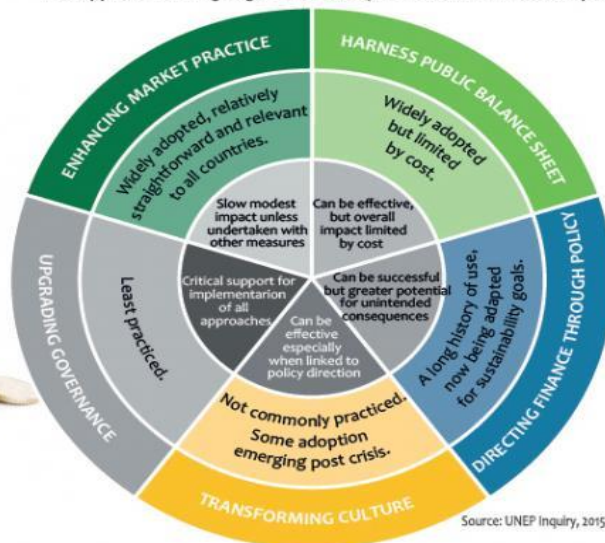 ENHANCING MARKET PRACTICE
Widely adopted, relatively
straightforward and relevant
to all countries.
Slow modest
impact unless
undertaken with
other measures
HARNESS PUBLIC BALANCE SHEET
Widely adopted
but limited
by cost.
Can be effective,
but overall
impact limited
by cost
DIRECTING FINANCE THROUGH POLICY
A long history of use,
now being adapted
for sustainability goals.
Can be successful
but greater potential
for unintended
consequences
TRANSFORMING CULTURE
Not commonly practiced.
Some adoption
emerging post crisis.
Can be
effective
especially
when linked to
policy direction
UPGRADING GOVERNANCE
Least practiced.
Critical support for
implementarion
of all
approaches
Source: UNEP Inquiry, 2015